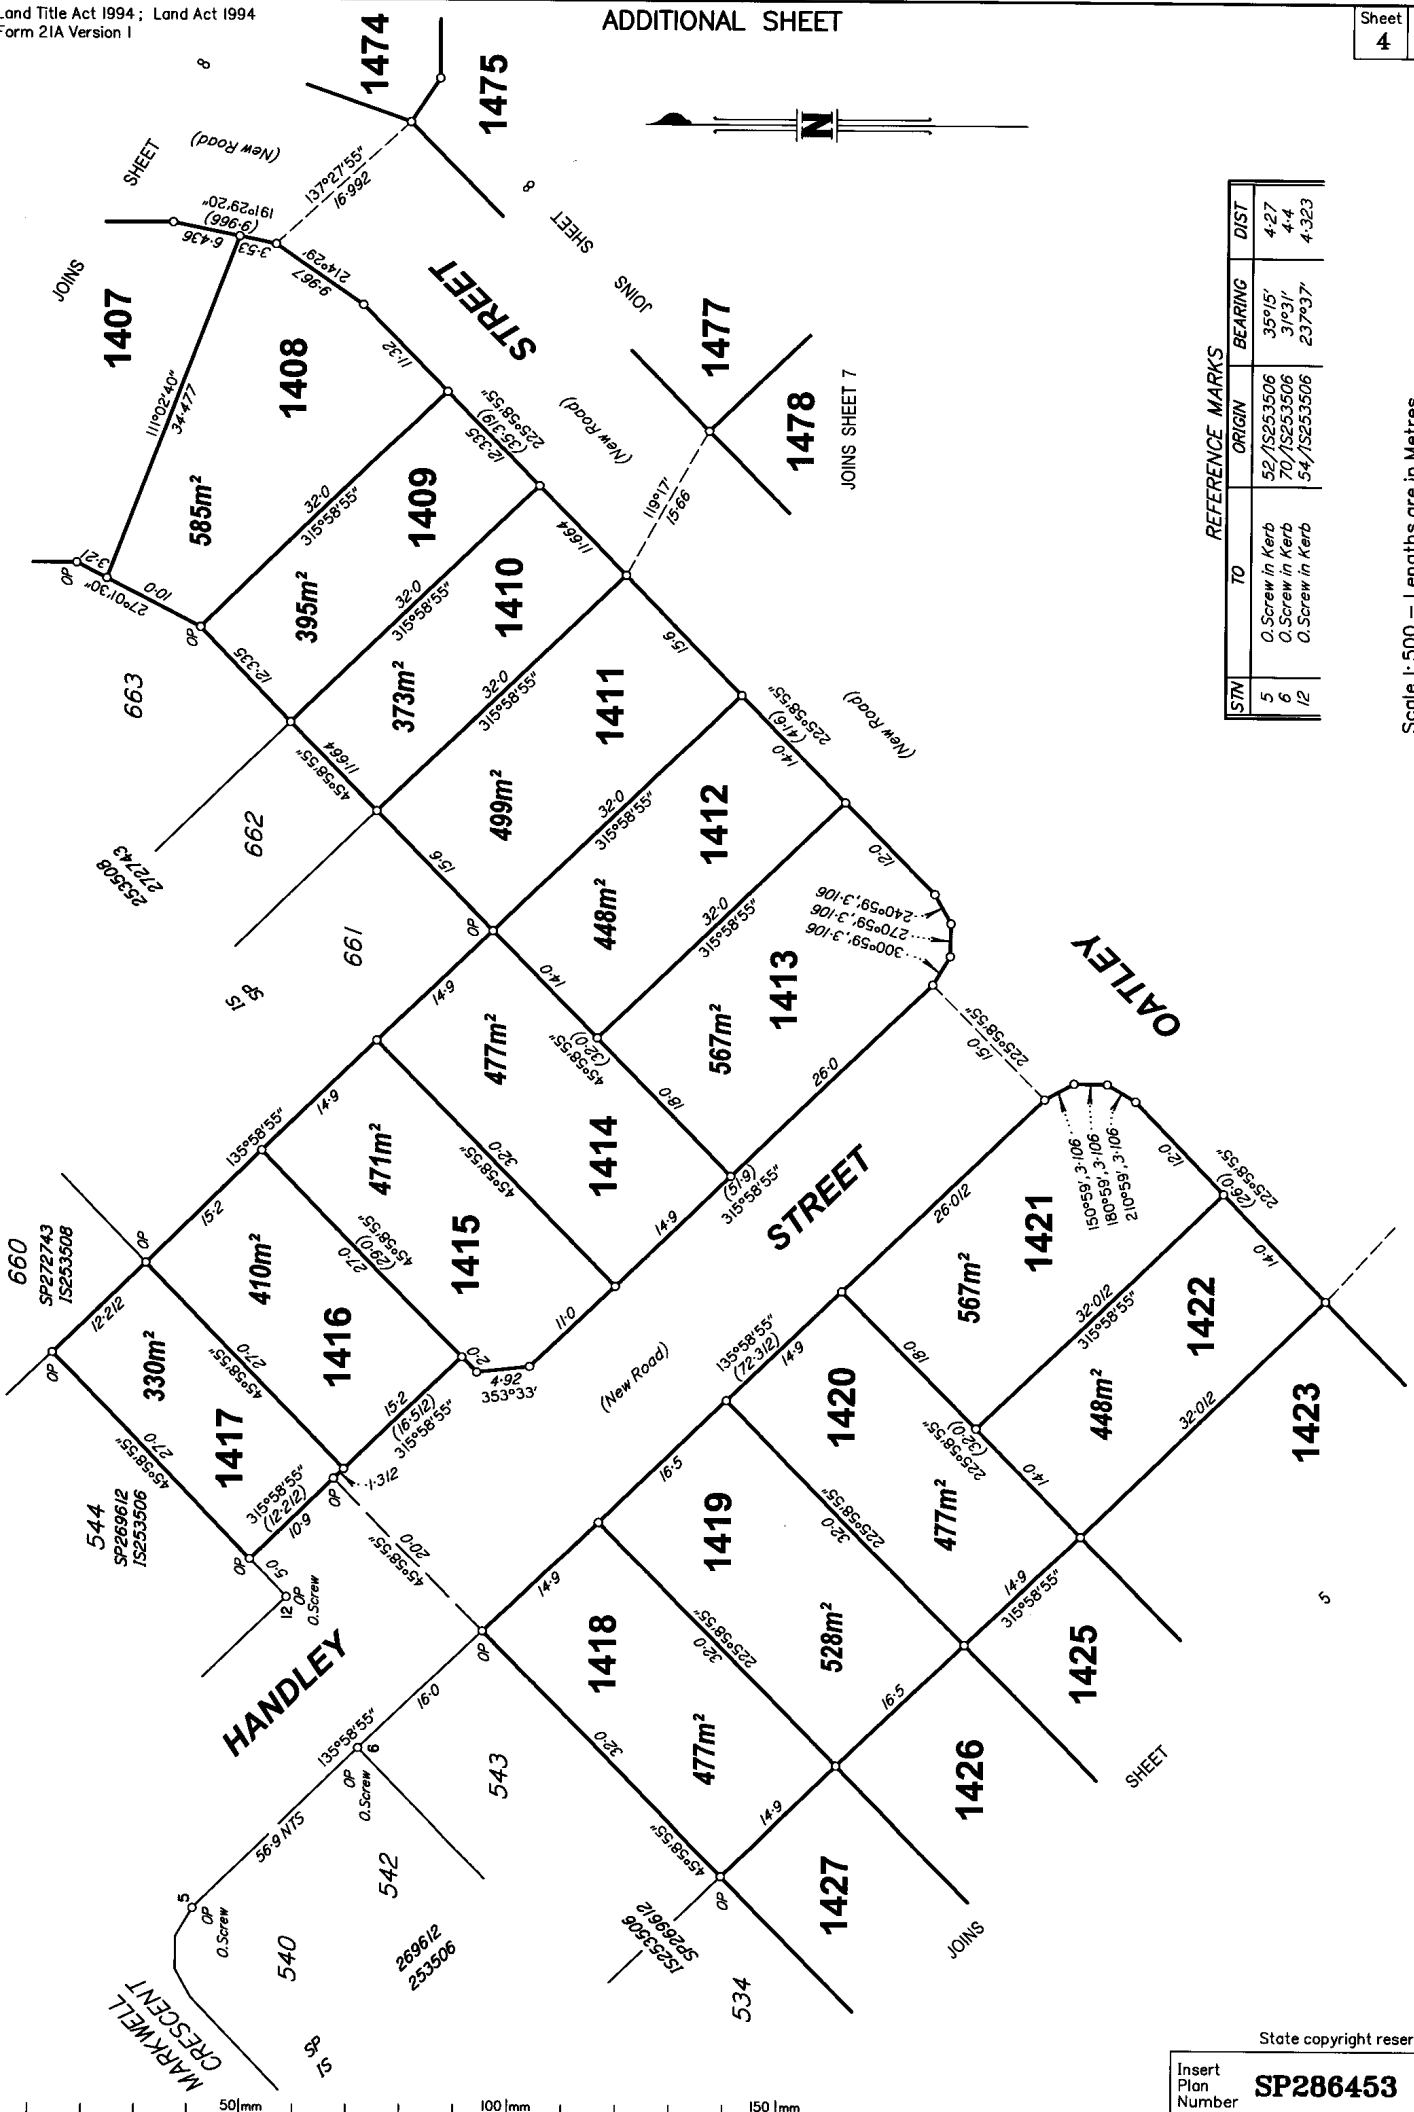 Land Title Act 1994 ; Land Act 1994
Form 21A Version 1
ADDITIONAL SHEET
Sheet
4
8
SHEET
(New Road)
JOINS
1474
1475
137°27'55"
16·992
N
1407
6·436
191°29'20"
(9·966)
3·53
214°29'
9·967
111°02'40"
34·477
1408
585m²
11·32
STREET
8
SHEET
JOINS
1477
1478
JOINS SHEET 7
OP
3·21
27°01'30"
10·0
OP
32·0
315°58'55"
12·335
(35·319)
225°58'55"
(New Road)
1409
395m²
12·335
663
32·0
315°58'55"
11·664
119°17'
15·66
1410
373m²
11·664
45°58'55"
32·0
315°58'55"
15·6
662
253508
272743
1411
499m²
15·6
32·0
315°58'55"
(41·6)
225°58'55"
14·0
(New Road)
661
IS
SP
OP
1412
448m²
14·0
45°58'55"
(32·0)
32·0
315°58'55"
12·0
240°59',3·106
270°59',3·106
300°59',3·106
1413
567m²
18·0
26·0
OATLEY
15·0
225°58'55"
14·9
477m²
1414
32·0
45°58'55"
14·9
(51·9)
315°58'55"
14·9
135°58'55"
471m²
1415
27·0
(29·0)
45°58'55"
11·0
2·0
4·92
353°33'
STREET
(New Road)
660
SP272743
IS253508
OP
15·2
410m²
1416
27·0
45°58'55"
15·2
(16·512)
315°58'55"
1·312
OP
12·212
330m²
1417
27·0
45°58'55"
315°58'55"
(12·212)
10·9
OP
OP
544
SP269612
IS253506
5·0
12
OP
O.Screw
45°58'55"
20·0
HANDLEY
150°59',3·106
180°59',3·106
210°59',3·106
26·012
1421
567m²
12·0
(26·0)
225°58'55"
14·0
18·0
32·012
315°58'55"
1422
448m²
32·012
1423
135°58'55"
(72·312)
14·9
1420
477m²
225°58'55"
(32·0)
14·0
32·0
225°58'55"
14·9
315°58'55"
16·5
1419
528m²
32·0
225°58'55"
16·5
1425
14·9
1418
477m²
32·0
45°58'55"
14·9
1426
1427
OP
OP
16·0
135°58'55"
6
OP
O.Screw
543
56·9 NTS
5
OP
O.Screw
542
540
269612
253506
IS SP
MARKWELL
CRESCENT
IS253506
SP269612
534
JOINS
SHEET
5
REFERENCE MARKS
STN TO ORIGIN BEARING DIST
5 O.Screw in Kerb 52/IS253506 35°15' 4·27
6 O.Screw in Kerb 70/IS253506 31°31' 4·4
12 O.Screw in Kerb 54/IS253506 237°37' 4·323
Scale 1:500 – Lengths are in Metres
50 mm 100 mm 150 mm
State copyright reser
Insert
Plan
Number
SP286453